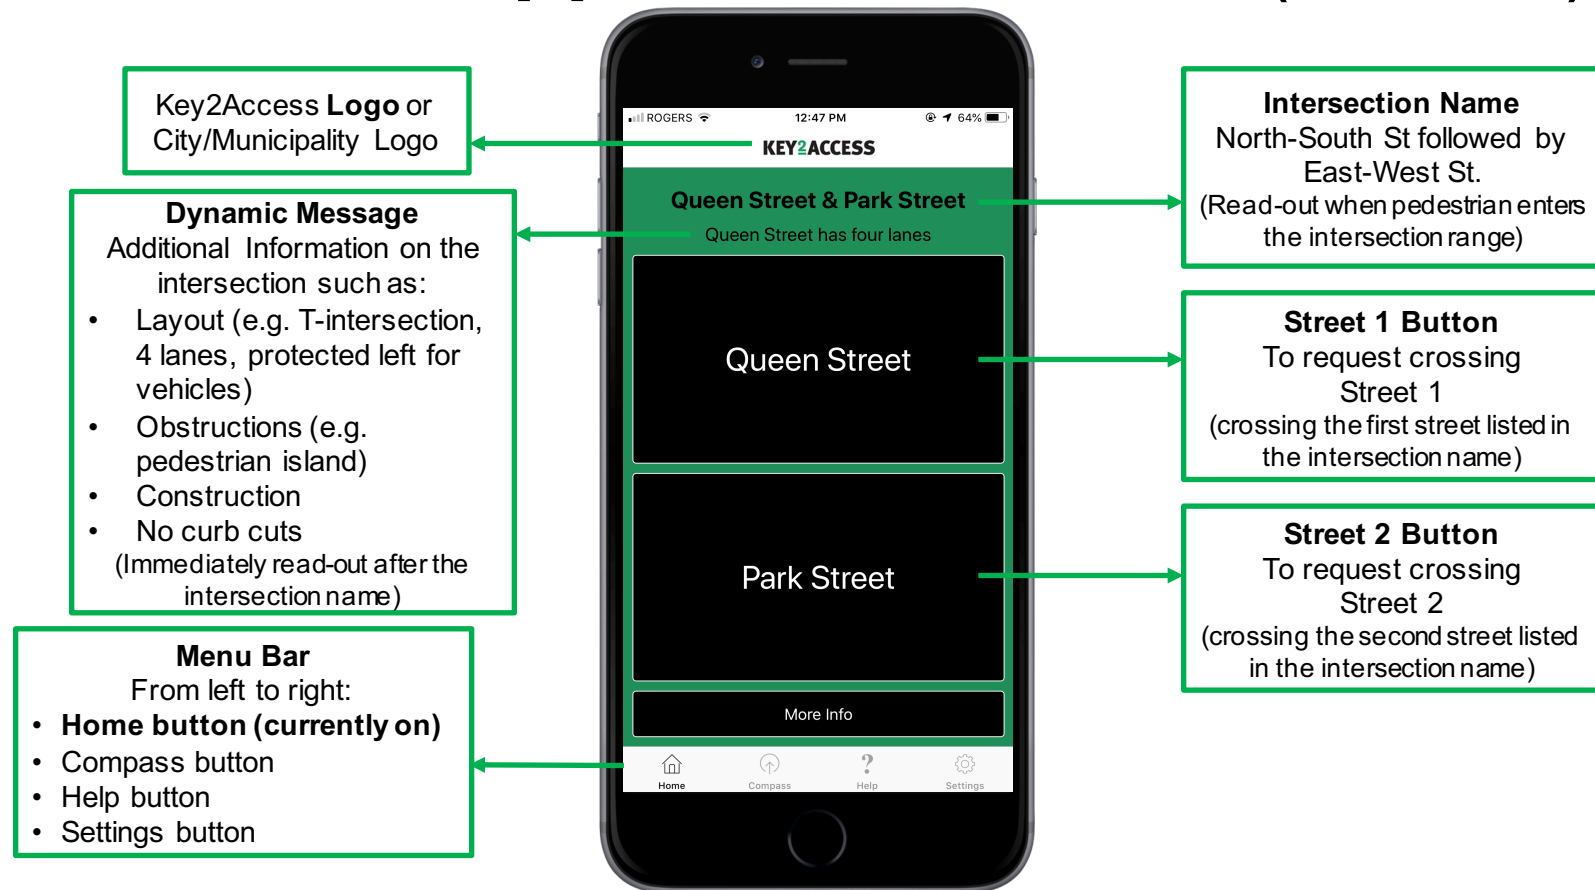 Key2Access Logo or
City/Municipality Logo
Dynamic Message
Additional Information on the
intersection such as:
• Layout (e.g. T-intersection,
4 lanes, protected left for
vehicles)
• Obstructions (e.g.
pedestrian island)
• Construction
• No curb cuts
(Immediately read-out after the
intersection name)
Menu Bar
From left to right:
• Home button (currently on)
• Compass button
• Help button
• Settings button
ROGERS 12:47 PM 64%
KEY2ACCESS
Queen Street & Park Street
Queen Street has four lanes
Queen Street
Park Street
More Info
Home Compass Help Settings
Intersection Name
North-South St followed by
East-West St.
(Read-out when pedestrian enters
the intersection range)
Street 1 Button
To request crossing
Street 1
(crossing the first street listed in
the intersection name)
Street 2 Button
To request crossing
Street 2
(crossing the second street listed
in the intersection name)